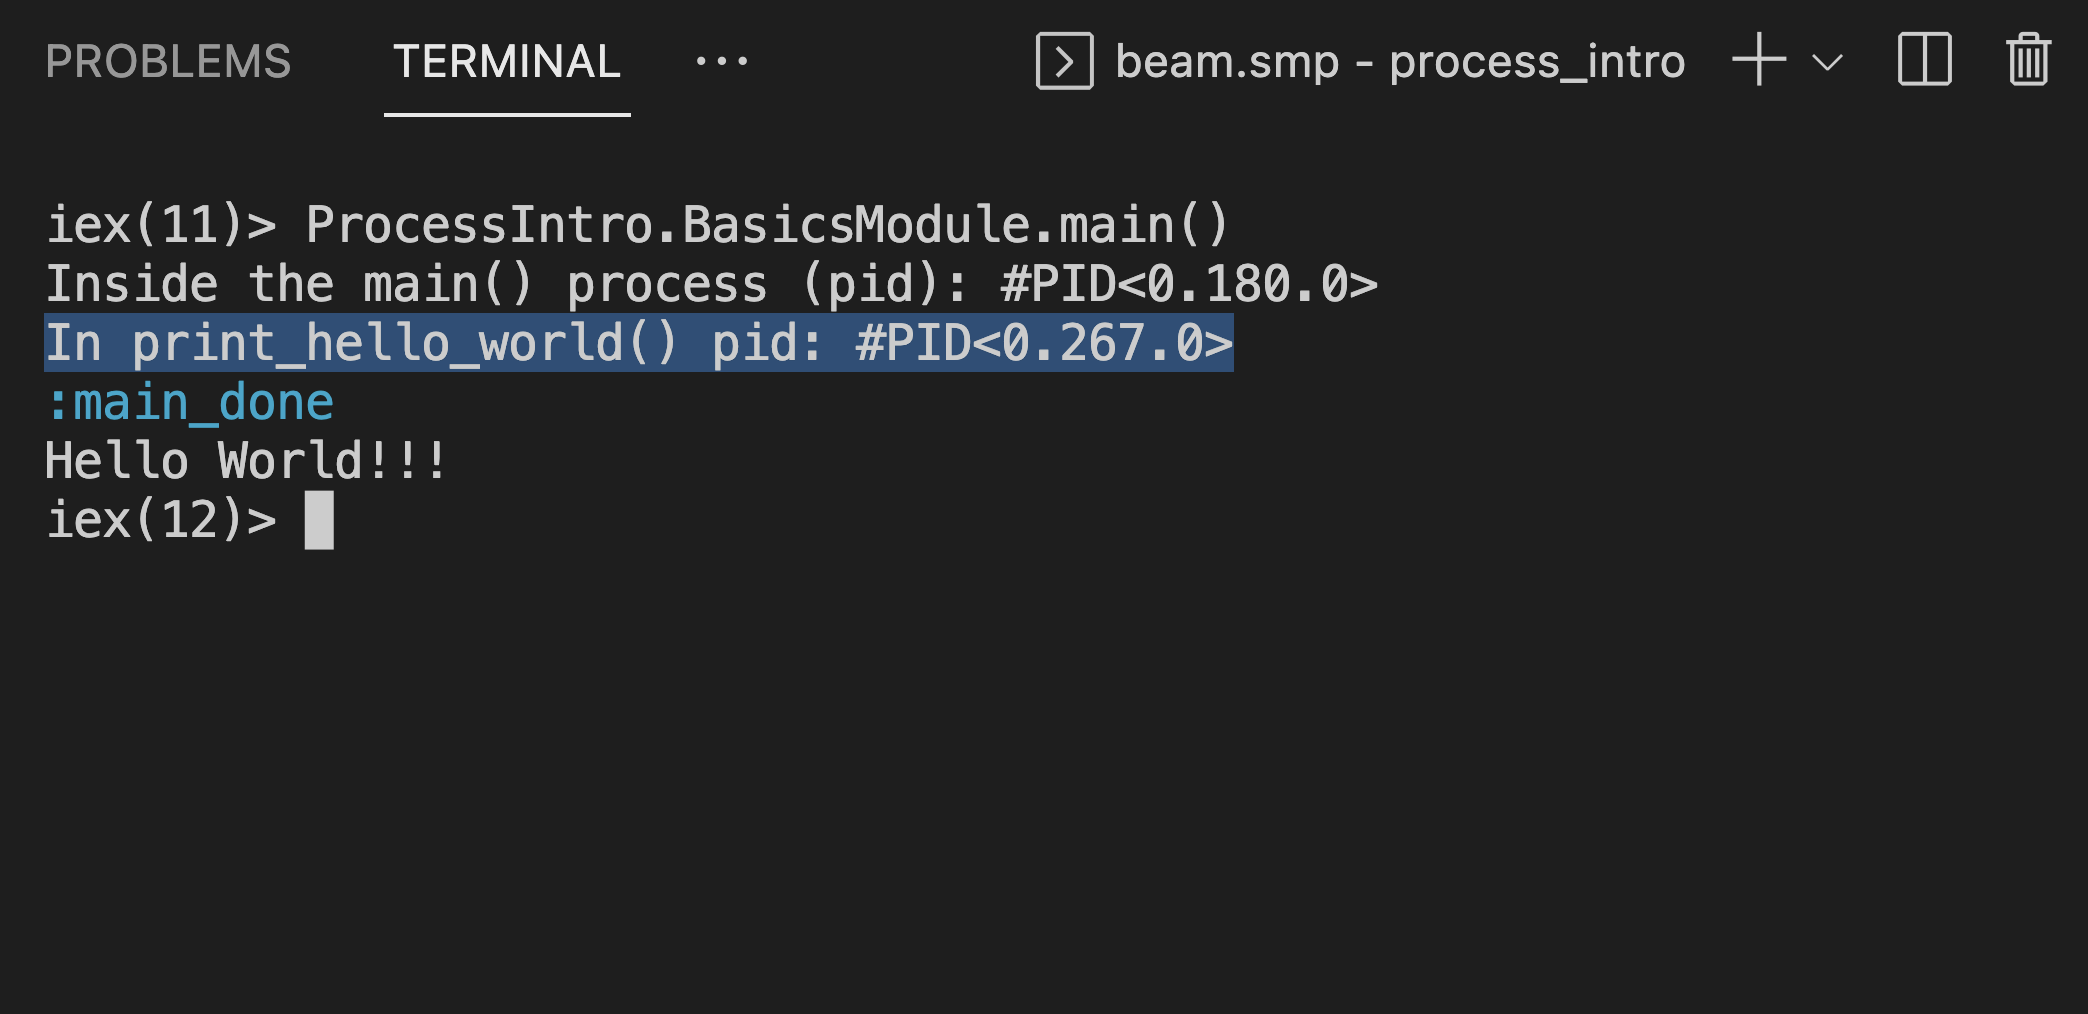 PROBLEMS TERMINAL ··· beam.smp - process_intro
iex(11)> ProcessIntro.BasicsModule.main()
Inside the main() process (pid): #PID<0.180.0>
In print_hello_world() pid: #PID<0.267.0>
:main_done
Hello World!!!
iex(12)>